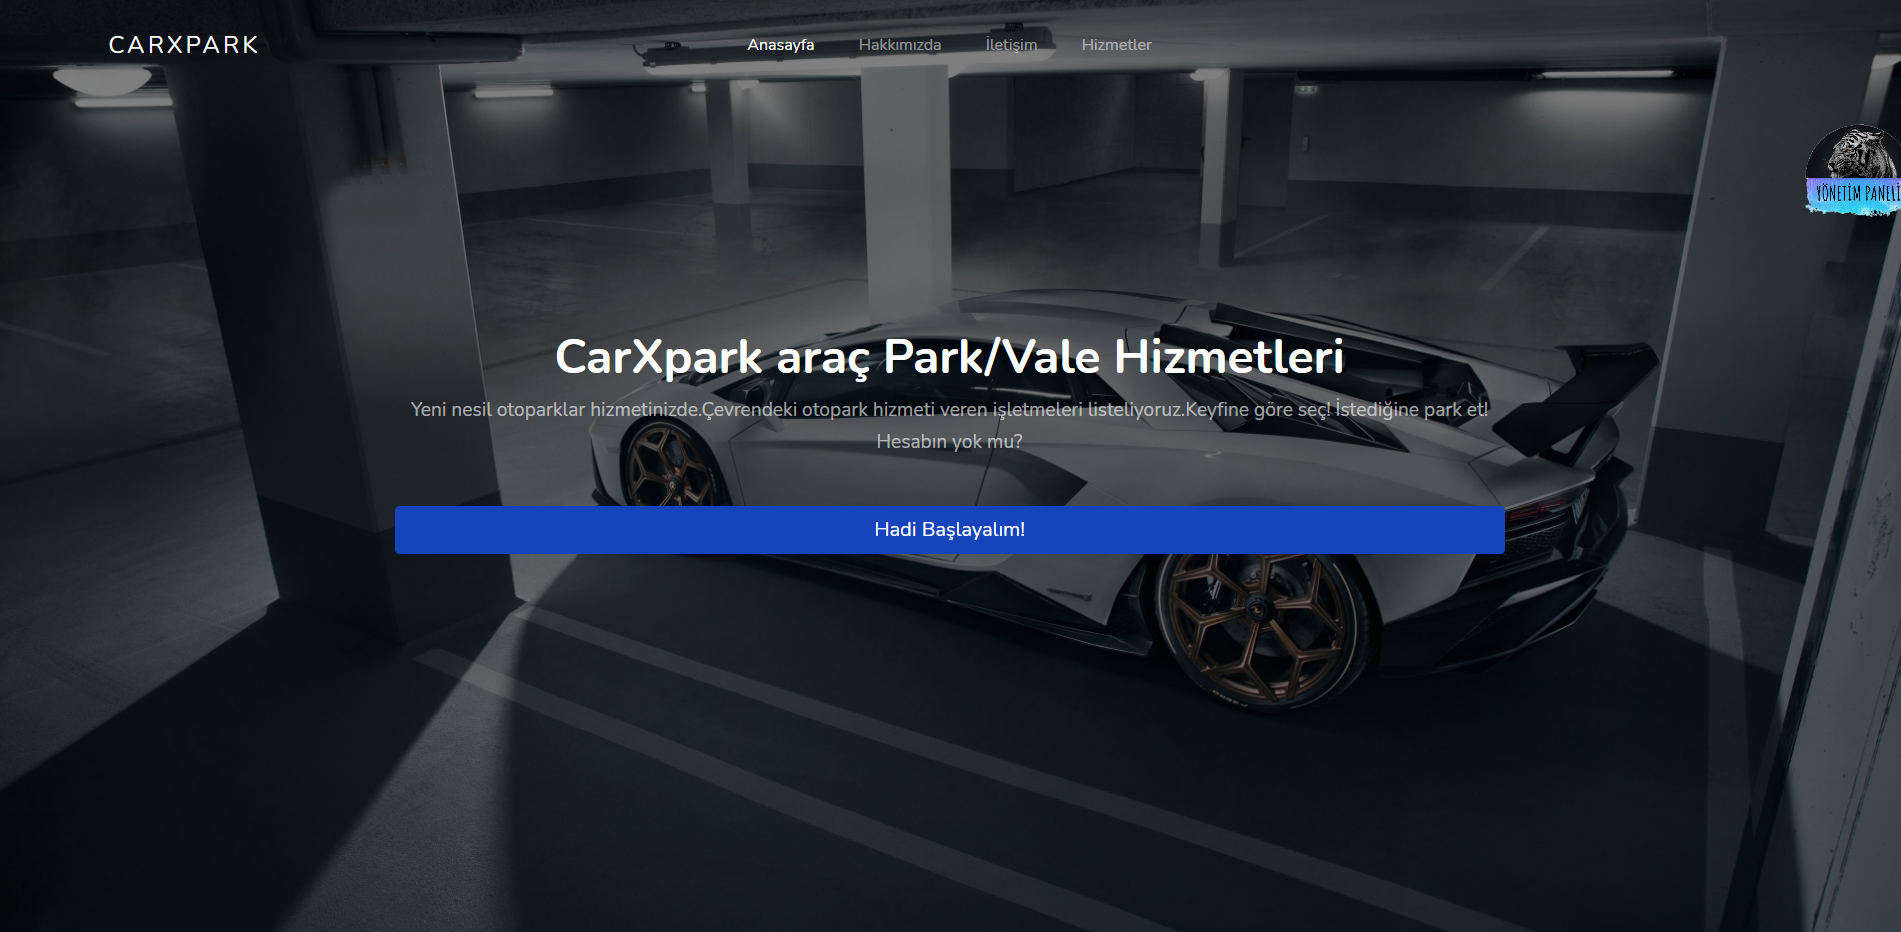 CARXPARK
Anasayfa Hakkımızda İletişim Hizmetler
YÖNETİM PANELİ
CarXpark araç Park/Vale Hizmetleri
Yeni nesil otoparklar hizmetinizde.Çevrendeki otopark hizmeti veren işletmeleri listeliyoruz.Keyfine göre seç! İstediğine park et!
Hesabın yok mu?
Hadi Başlayalım!